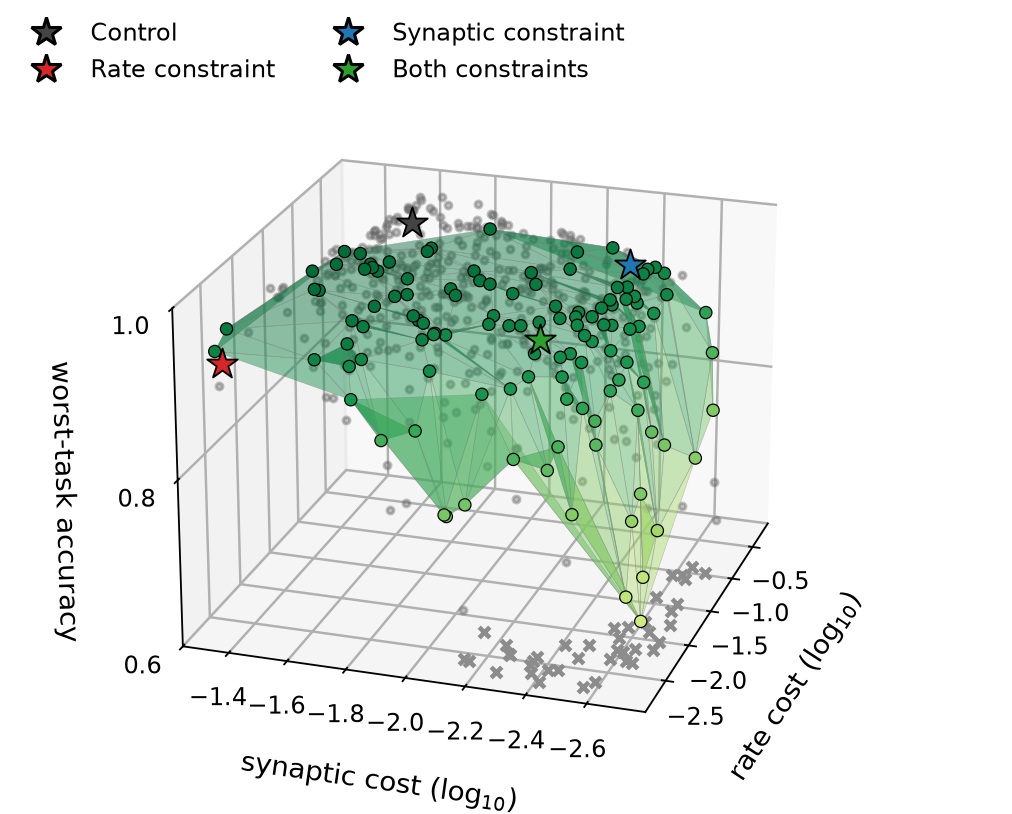 Control
Rate constraint
Synaptic constraint
Both constraints
1.0
0.8
0.6
worst-task accuracy
−1.4
−1.6
−1.8
−2.0
−2.2
−2.4
−2.6
synaptic cost (log₁₀)
−0.5
−1.0
−1.5
−2.0
−2.5
rate cost (log₁₀)